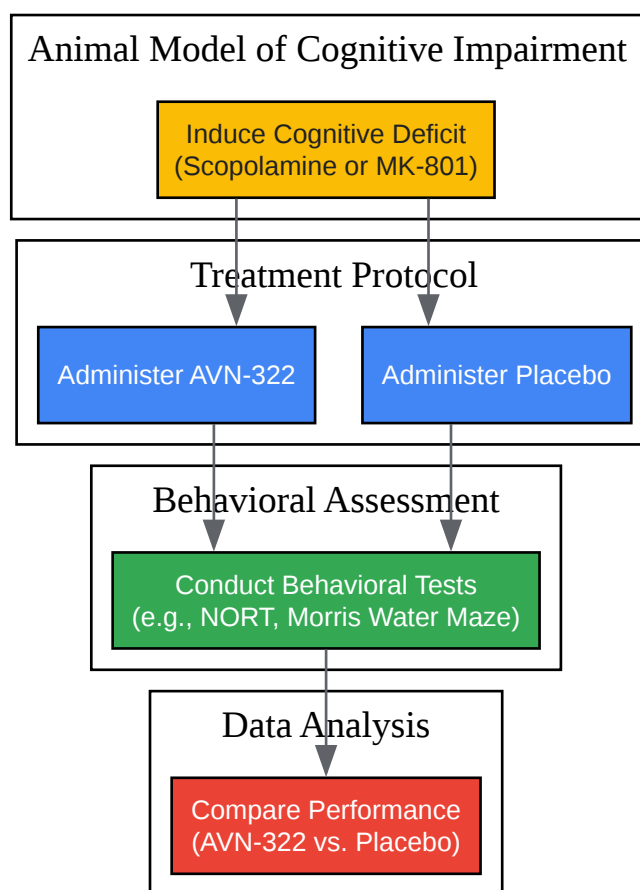 Animal Model of Cognitive Impairment
Induce Cognitive Deficit
(Scopolamine or MK-801)
Treatment Protocol
Administer AVN-322
Administer Placebo
Behavioral Assessment
Conduct Behavioral Tests
(e.g., NORT, Morris Water Maze)
Data Analysis
Compare Performance
(AVN-322 vs. Placebo)